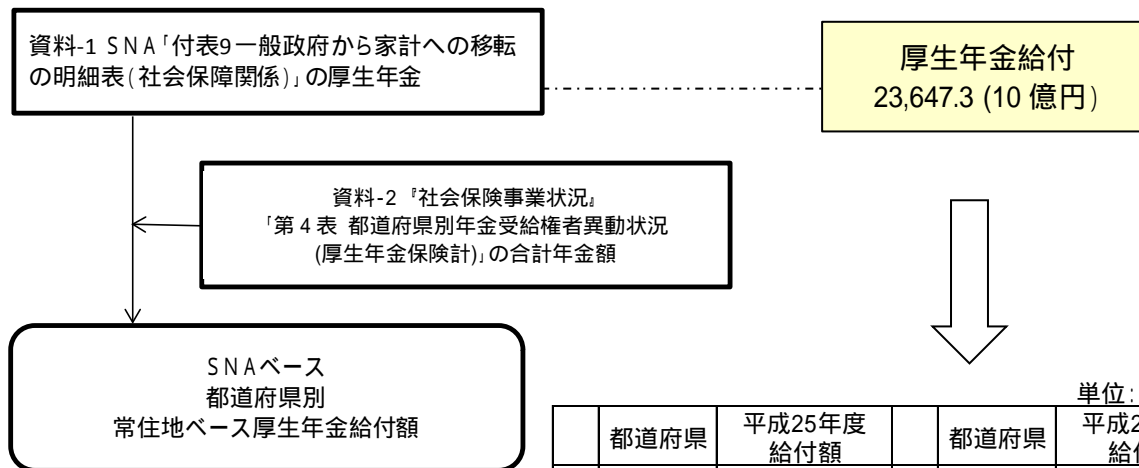 資料-1 SNA「付表9一般政府から家計への移転
の明細表(社会保障関係)」の厚生年金
厚生年金給付
23,647.3 (10 億円)
資料-2 『社会保険事業状況』
「第４表 都道府県別年金受給権者異動状況
(厚生年金保険計)」の合計年金額
ＳＮＡベース
都道府県別
常住地ベース厚生年金給付額
単位:
都道府県
平成25年度
給付額
都道府県
平成2
給付